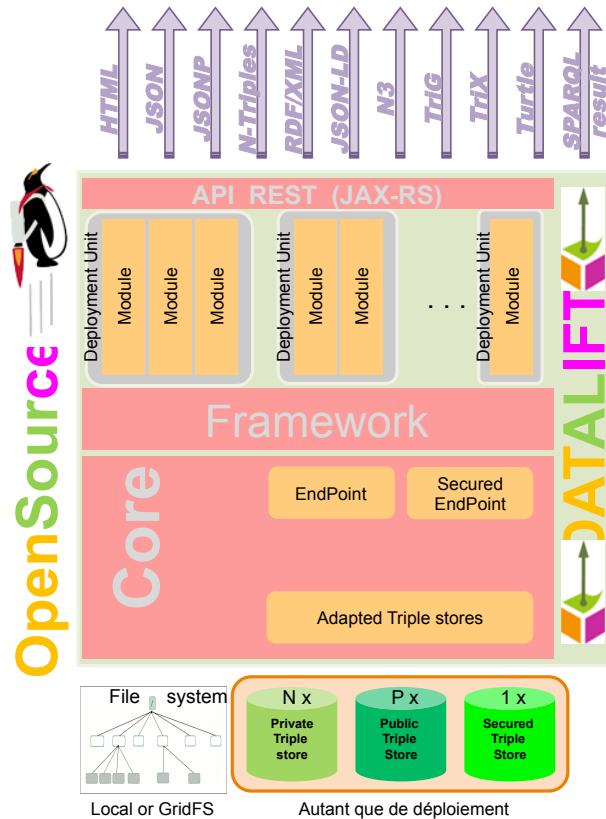 HTML
JSON
JSONP
N-Triples
RDF/XML
JSON-LD
N3
TriG
TriX
Turtle
SPARQL
result
API REST (JAX-RS)
Deployment Unit
Module
Module
Module
Deployment Unit
Module
Module
. . .
Deployment Unit
Module
Framework
Core
EndPoint
Secured
EndPoint
Adapted Triple stores
OpenSource
DATALIFT
File system
/
N x
Private
Triple
store
P x
Public
Triple
Store
1 x
Secured
Triple
Store
Local or GridFS
Autant que de déploiement